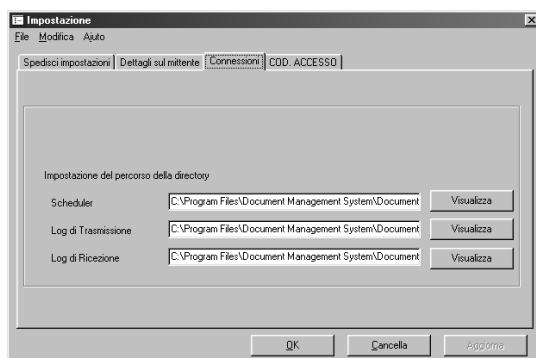 Impostazione
File Modifica Aiuto
Spedisci impostazioni Dettagli sul mittente Connessioni COD. ACCESSO
Impostazione del percorso della directory
Scheduler C:\Program Files\Document Management System\Document Visualizza
Log di Trasmissione C:\Program Files\Document Management System\Document Visualizza
Log di Ricezione C:\Program Files\Document Management System\Document Visualizza
OK Cancella Aggiorna